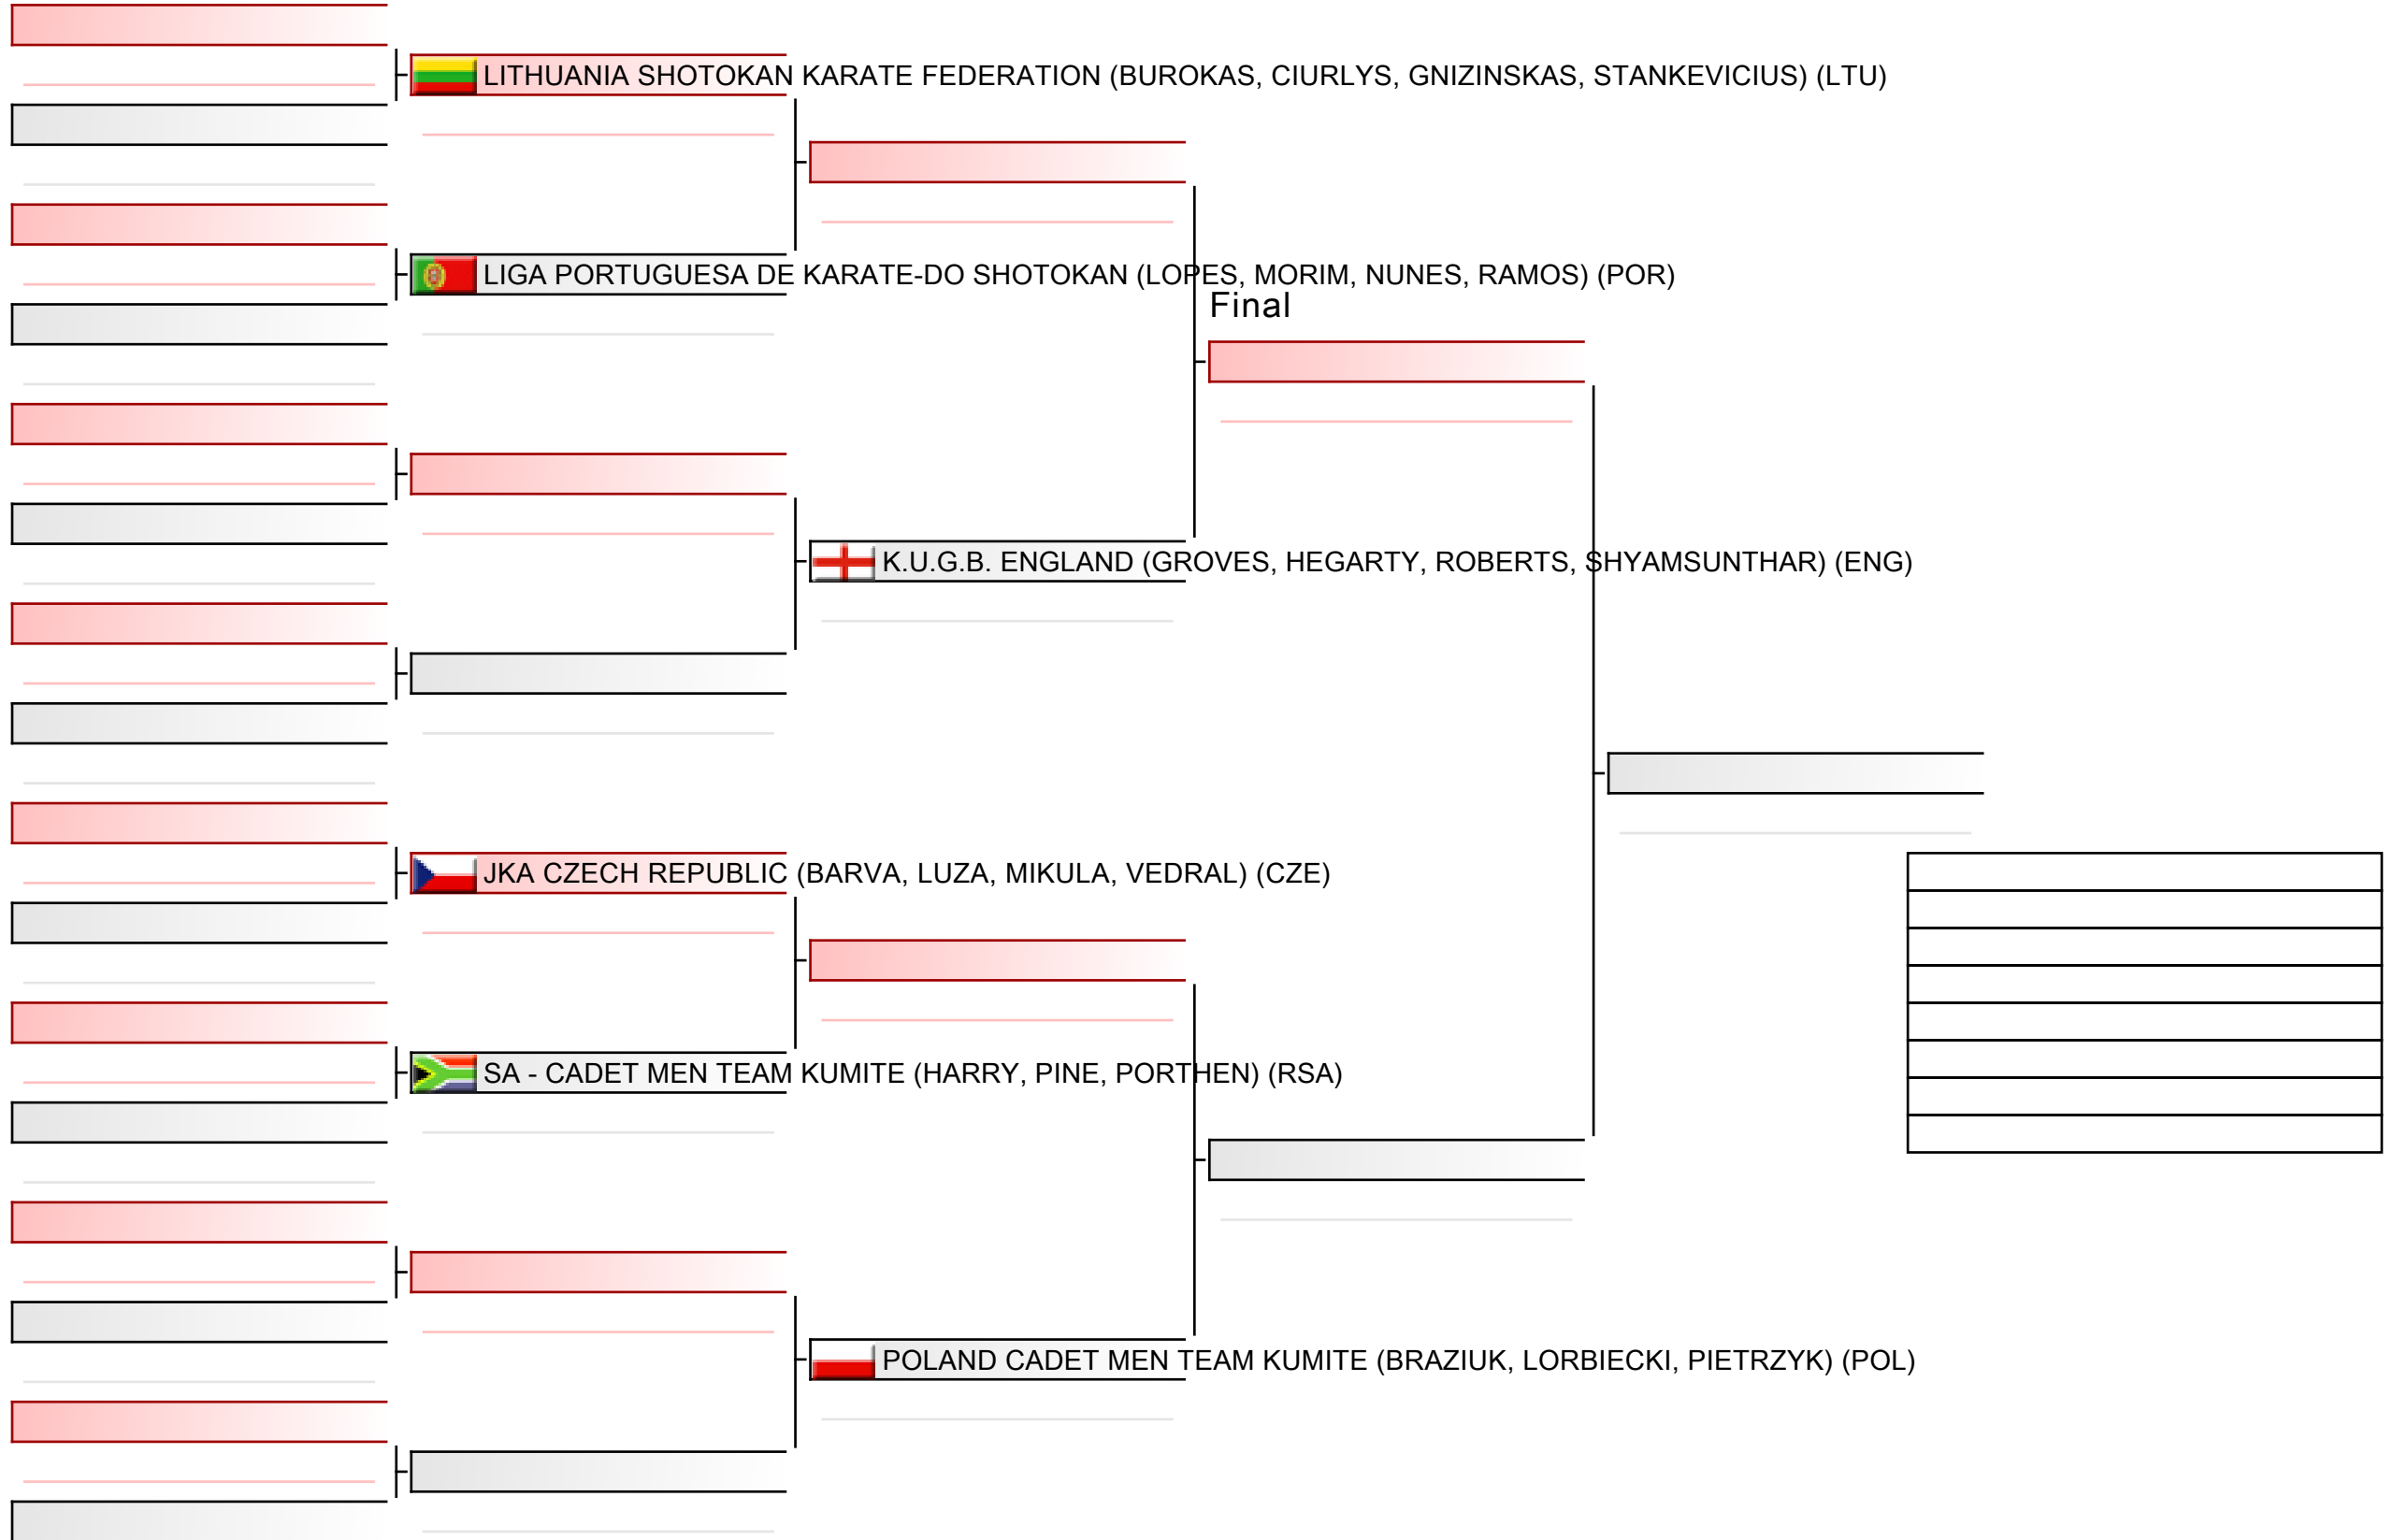 LITHUANIA SHOTOKAN KARATE FEDERATION (BUROKAS, CIURLYS, GNIZINSKAS, STANKEVICIUS) (LTU)
LIGA PORTUGUESA DE KARATE-DO SHOTOKAN (LOPES, MORIM, NUNES, RAMOS) (POR)
Final
K.U.G.B. ENGLAND (GROVES, HEGARTY, ROBERTS, SHYAMSUNTHAR) (ENG)
JKA CZECH REPUBLIC (BARVA, LUZA, MIKULA, VEDRAL) (CZE)
SA - CADET MEN TEAM KUMITE (HARRY, PINE, PORTHEN) (RSA)
POLAND CADET MEN TEAM KUMITE (BRAZIUK, LORBIECKI, PIETRZYK) (POL)